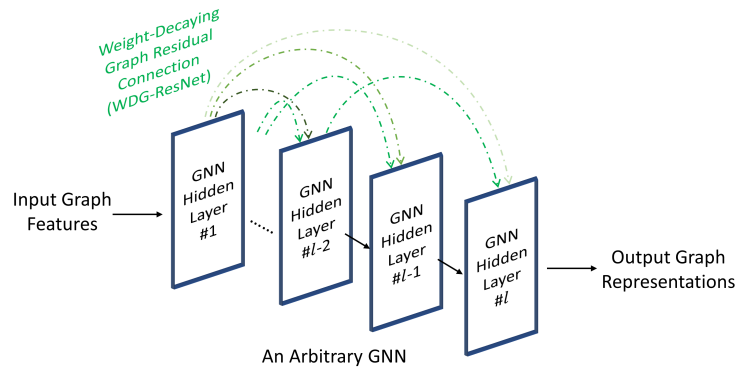 Weight-Decaying
Graph Residual
Connection
(WDG-ResNet)
Input Graph
Features
GNN
Hidden
Layer
#1
......
GNN
Hidden
Layer
#l-2
GNN
Hidden
Layer
#l-1
GNN
Hidden
Layer
#l
Output Graph
Representations
An Arbitrary GNN